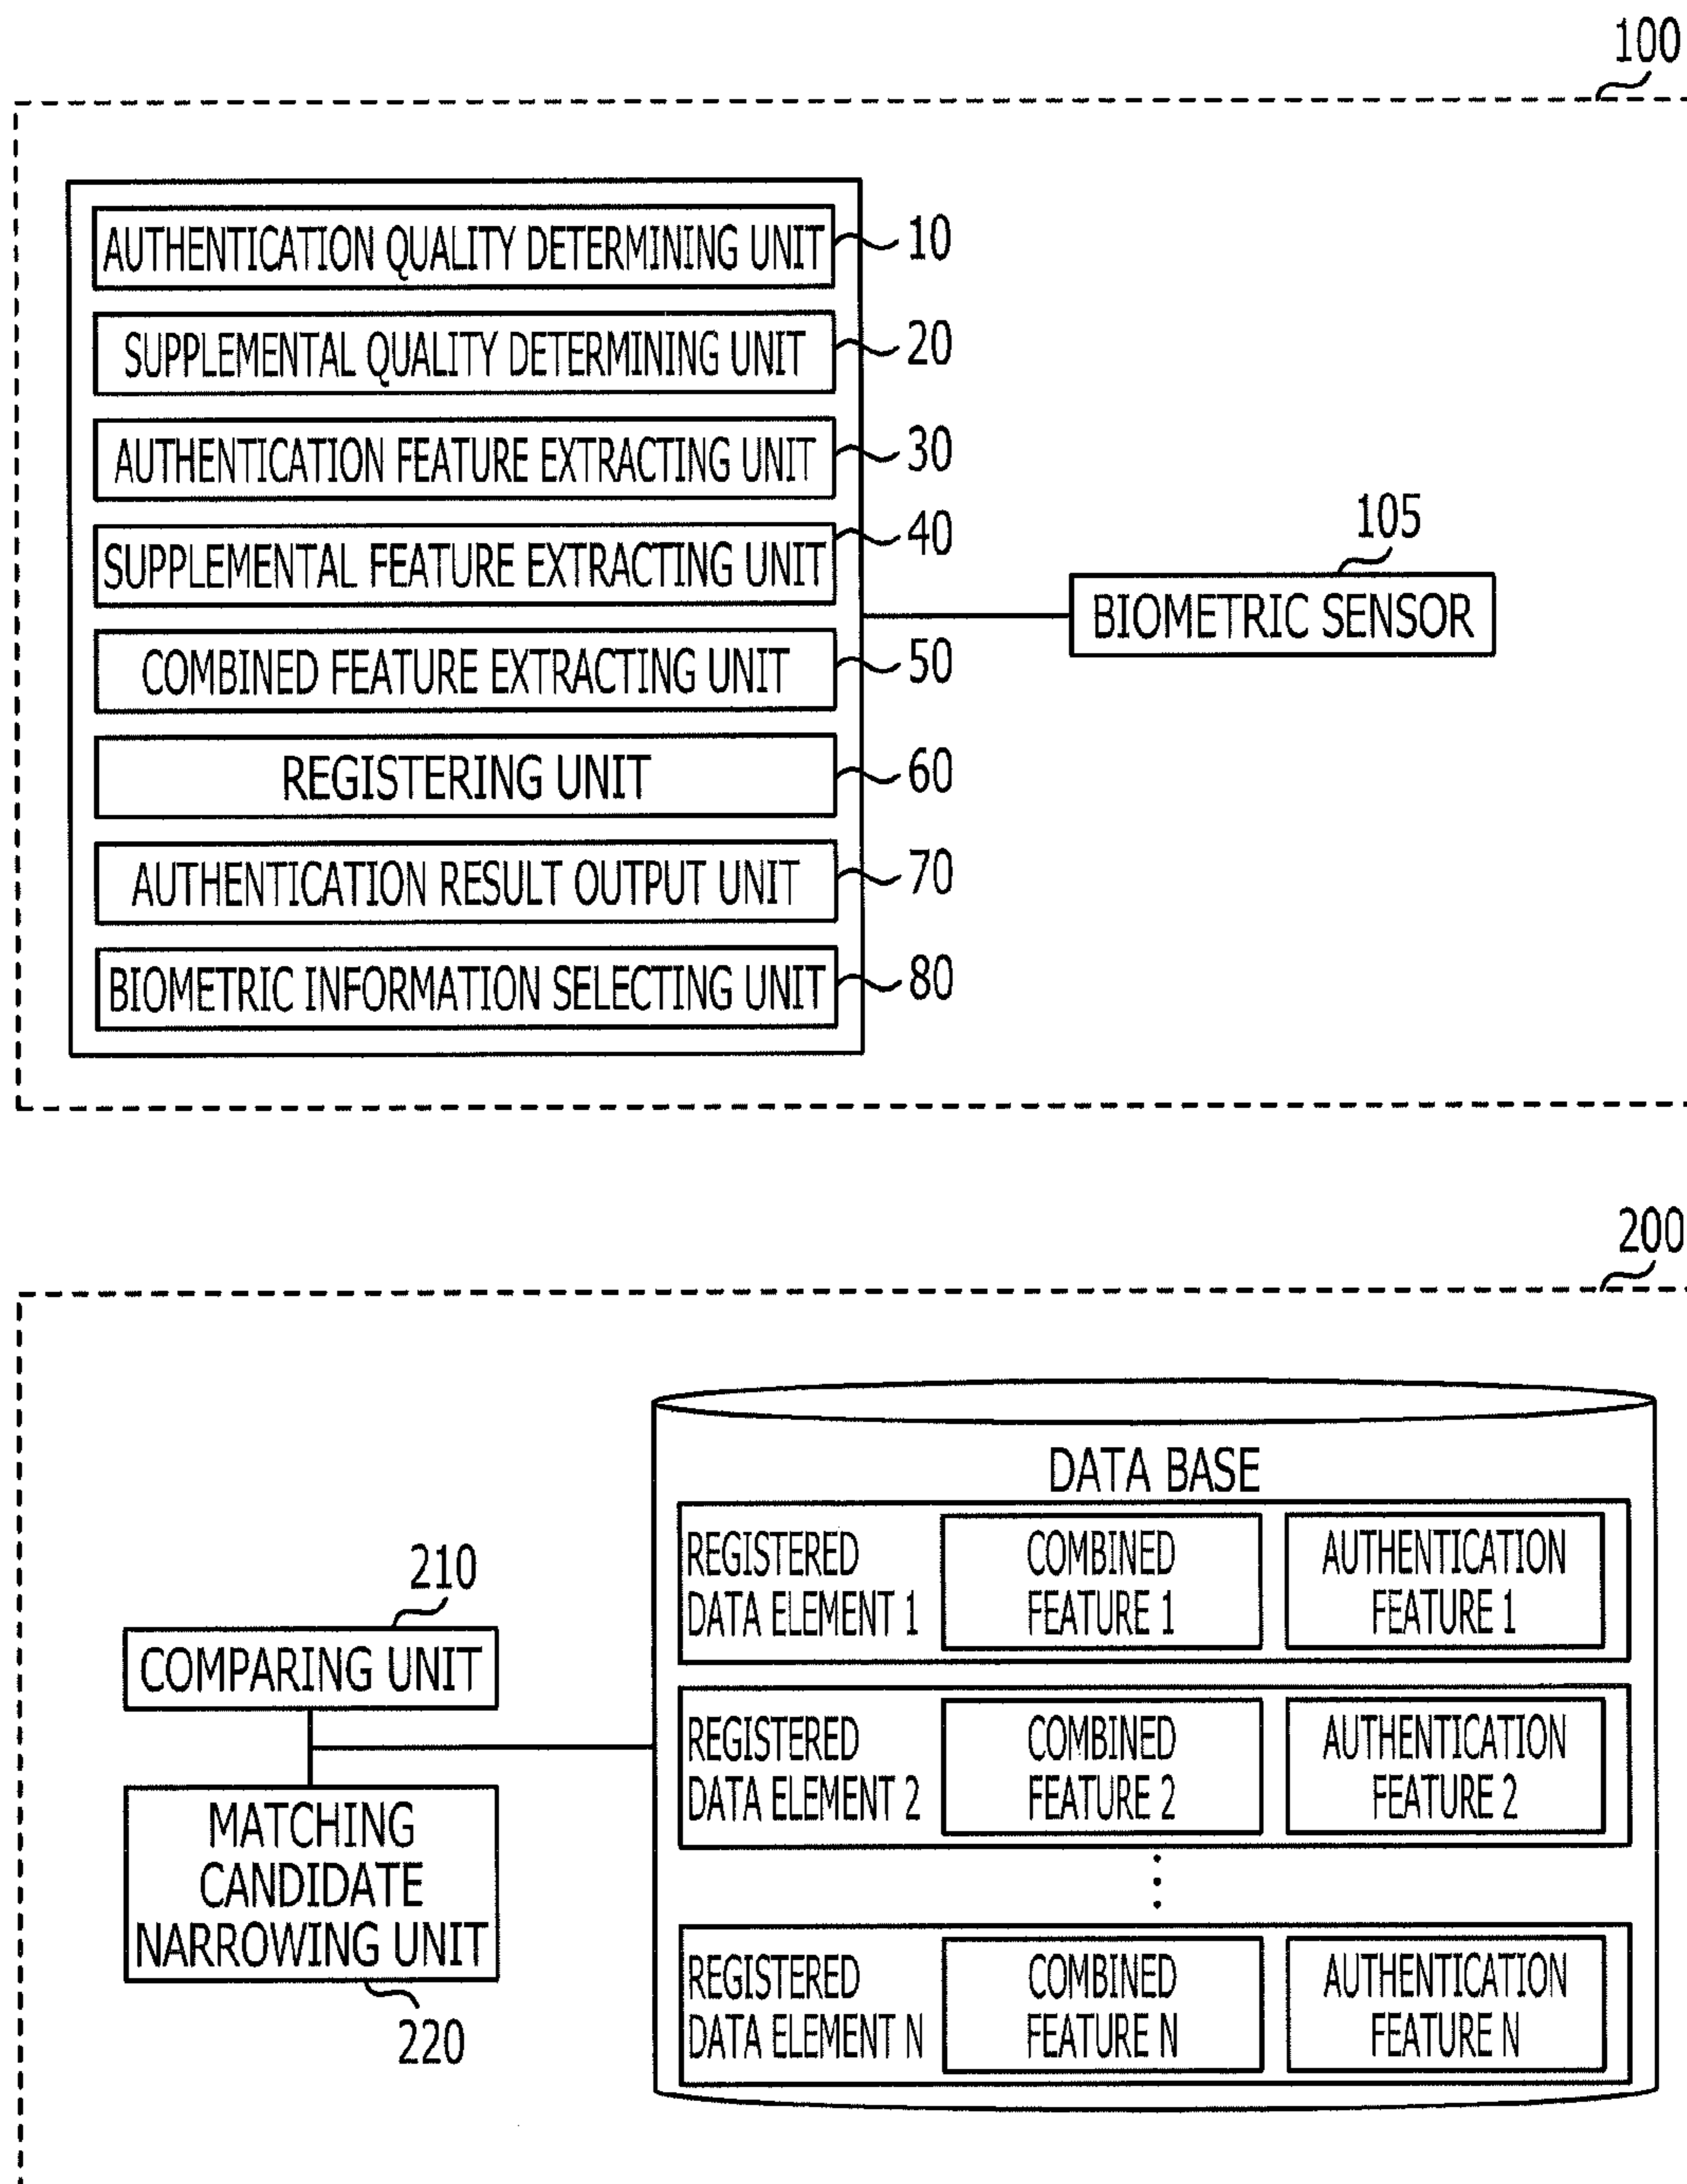 100
AUTHENTICATION QUALITY DETERMINING UNIT
10
SUPPLEMENTAL QUALITY DETERMINING UNIT
20
AUTHENTICATION FEATURE EXTRACTING UNIT
30
SUPPLEMENTAL FEATURE EXTRACTING UNIT
40
COMBINED FEATURE EXTRACTING UNIT
50
REGISTERING UNIT
60
AUTHENTICATION RESULT OUTPUT UNIT
70
BIOMETRIC INFORMATION SELECTING UNIT
80
105
BIOMETRIC SENSOR
200
210
COMPARING UNIT
MATCHING
CANDIDATE
NARROWING UNIT
220
DATA BASE
REGISTERED
DATA ELEMENT 1
COMBINED
FEATURE 1
AUTHENTICATION
FEATURE 1
REGISTERED
DATA ELEMENT 2
COMBINED
FEATURE 2
AUTHENTICATION
FEATURE 2
REGISTERED
DATA ELEMENT N
COMBINED
FEATURE N
AUTHENTICATION
FEATURE N